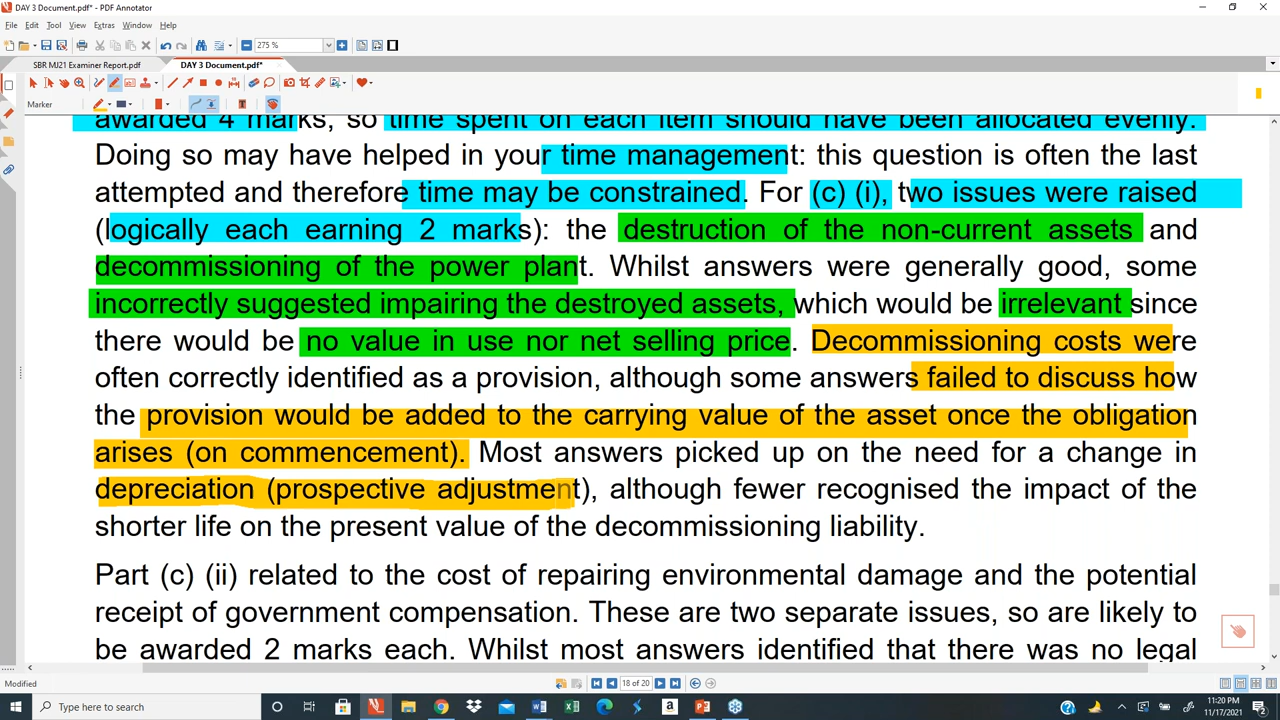 DAY 3 Document.pdf* - PDF Annotator
File Edit Tool View Extras Window Help
275 %
SBR MJ21 Examiner Report.pdf DAY 3 Document.pdf*
Marker
awarded 4 marks, so time spent on each item should have been allocated evenly.
Doing so may have helped in your time management: this question is often the last
attempted and therefore time may be constrained. For (c) (i), two issues were raised
(logically each earning 2 marks): the destruction of the non-current assets and
decommissioning of the power plant. Whilst answers were generally good, some
incorrectly suggested impairing the destroyed assets, which would be irrelevant since
there would be no value in use nor net selling price. Decommissioning costs were
often correctly identified as a provision, although some answers failed to discuss how
the provision would be added to the carrying value of the asset once the obligation
arises (on commencement). Most answers picked up on the need for a change in
depreciation (prospective adjustment), although fewer recognised the impact of the
shorter life on the present value of the decommissioning liability.
Part (c) (ii) related to the cost of repairing environmental damage and the potential
receipt of government compensation. These are two separate issues, so are likely to
be awarded 2 marks each. Whilst most answers identified that there was no legal
Modified
18 of 20
Type here to search
11:20 PM
11/17/2021